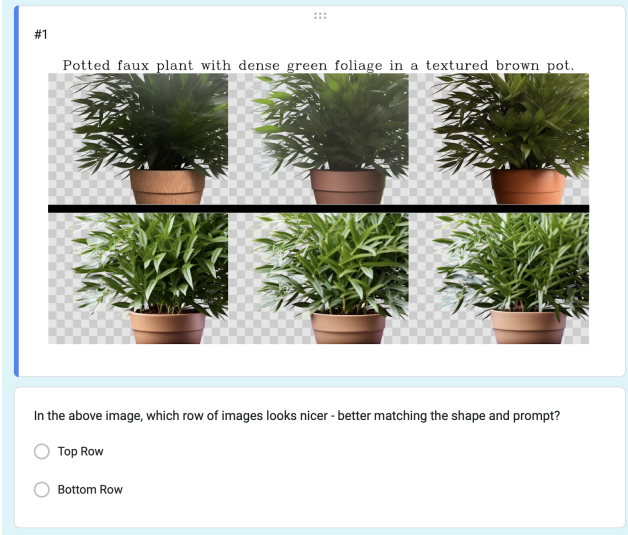 #1
Potted faux plant with dense green foliage in a textured brown pot.
In the above image, which row of images looks nicer - better matching the shape and prompt?
Top Row
Bottom Row